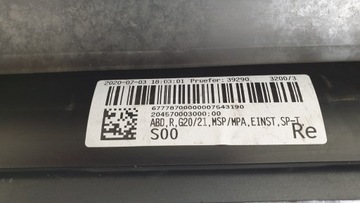 2020-07-03 18:03:01 Pruefer: 39290 3200/3
67778700000007543190
204570003000:00
ABD,R,G20/21,MSP/MPA,EINST,SP-T
S00 Re